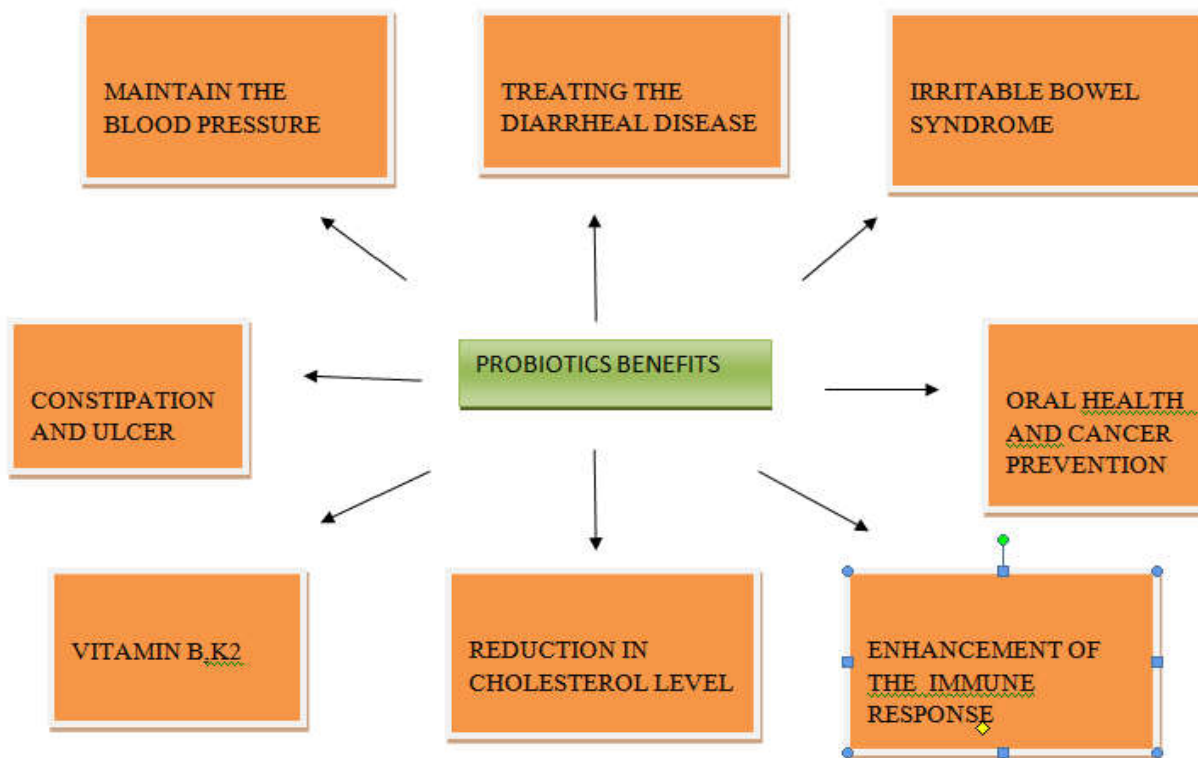 MAINTAIN THE
BLOOD PRESSURE
TREATING THE
DIARRHEAL DISEASE
IRRITABLE BOWEL
SYNDROME
PROBIOTICS BENEFITS
CONSTIPATION
AND ULCER
ORAL HEALTH
AND CANCER
PREVENTION
VITAMIN B,K2
REDUCTION IN
CHOLESTEROL LEVEL
ENHANCEMENT OF
THE IMMUNE
RESPONSE